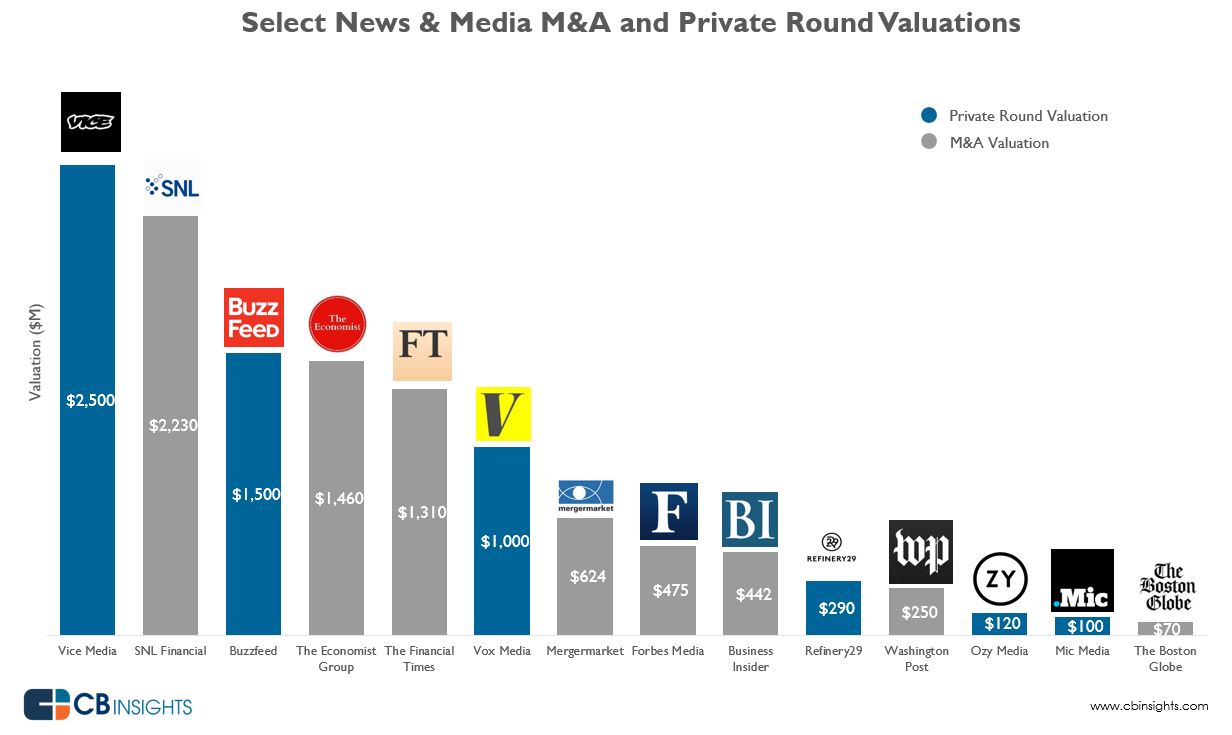 Select News & Media M&A and Private Round Valuations
Private Round Valuation
M&A Valuation
Valuation ($M)
VICE
SNL
BuzzFeed
The
Economist
FT
V
mergermarket
F
BI
R29
REFINERY29
wp
ZY
.Mic
The
Boston
Globe
$2,500
$2,230
$1,500
$1,460
$1,310
$1,000
$624
$475
$442
$290
$250
$120
$100
$70
Vice Media
SNL Financial
Buzzfeed
The Economist
Group
The Financial
Times
Vox Media
Mergermarket
Forbes Media
Business
Insider
Refinery29
Washington
Post
Ozy Media
Mic Media
The Boston
Globe
CB INSIGHTS
www.cbinsights.com